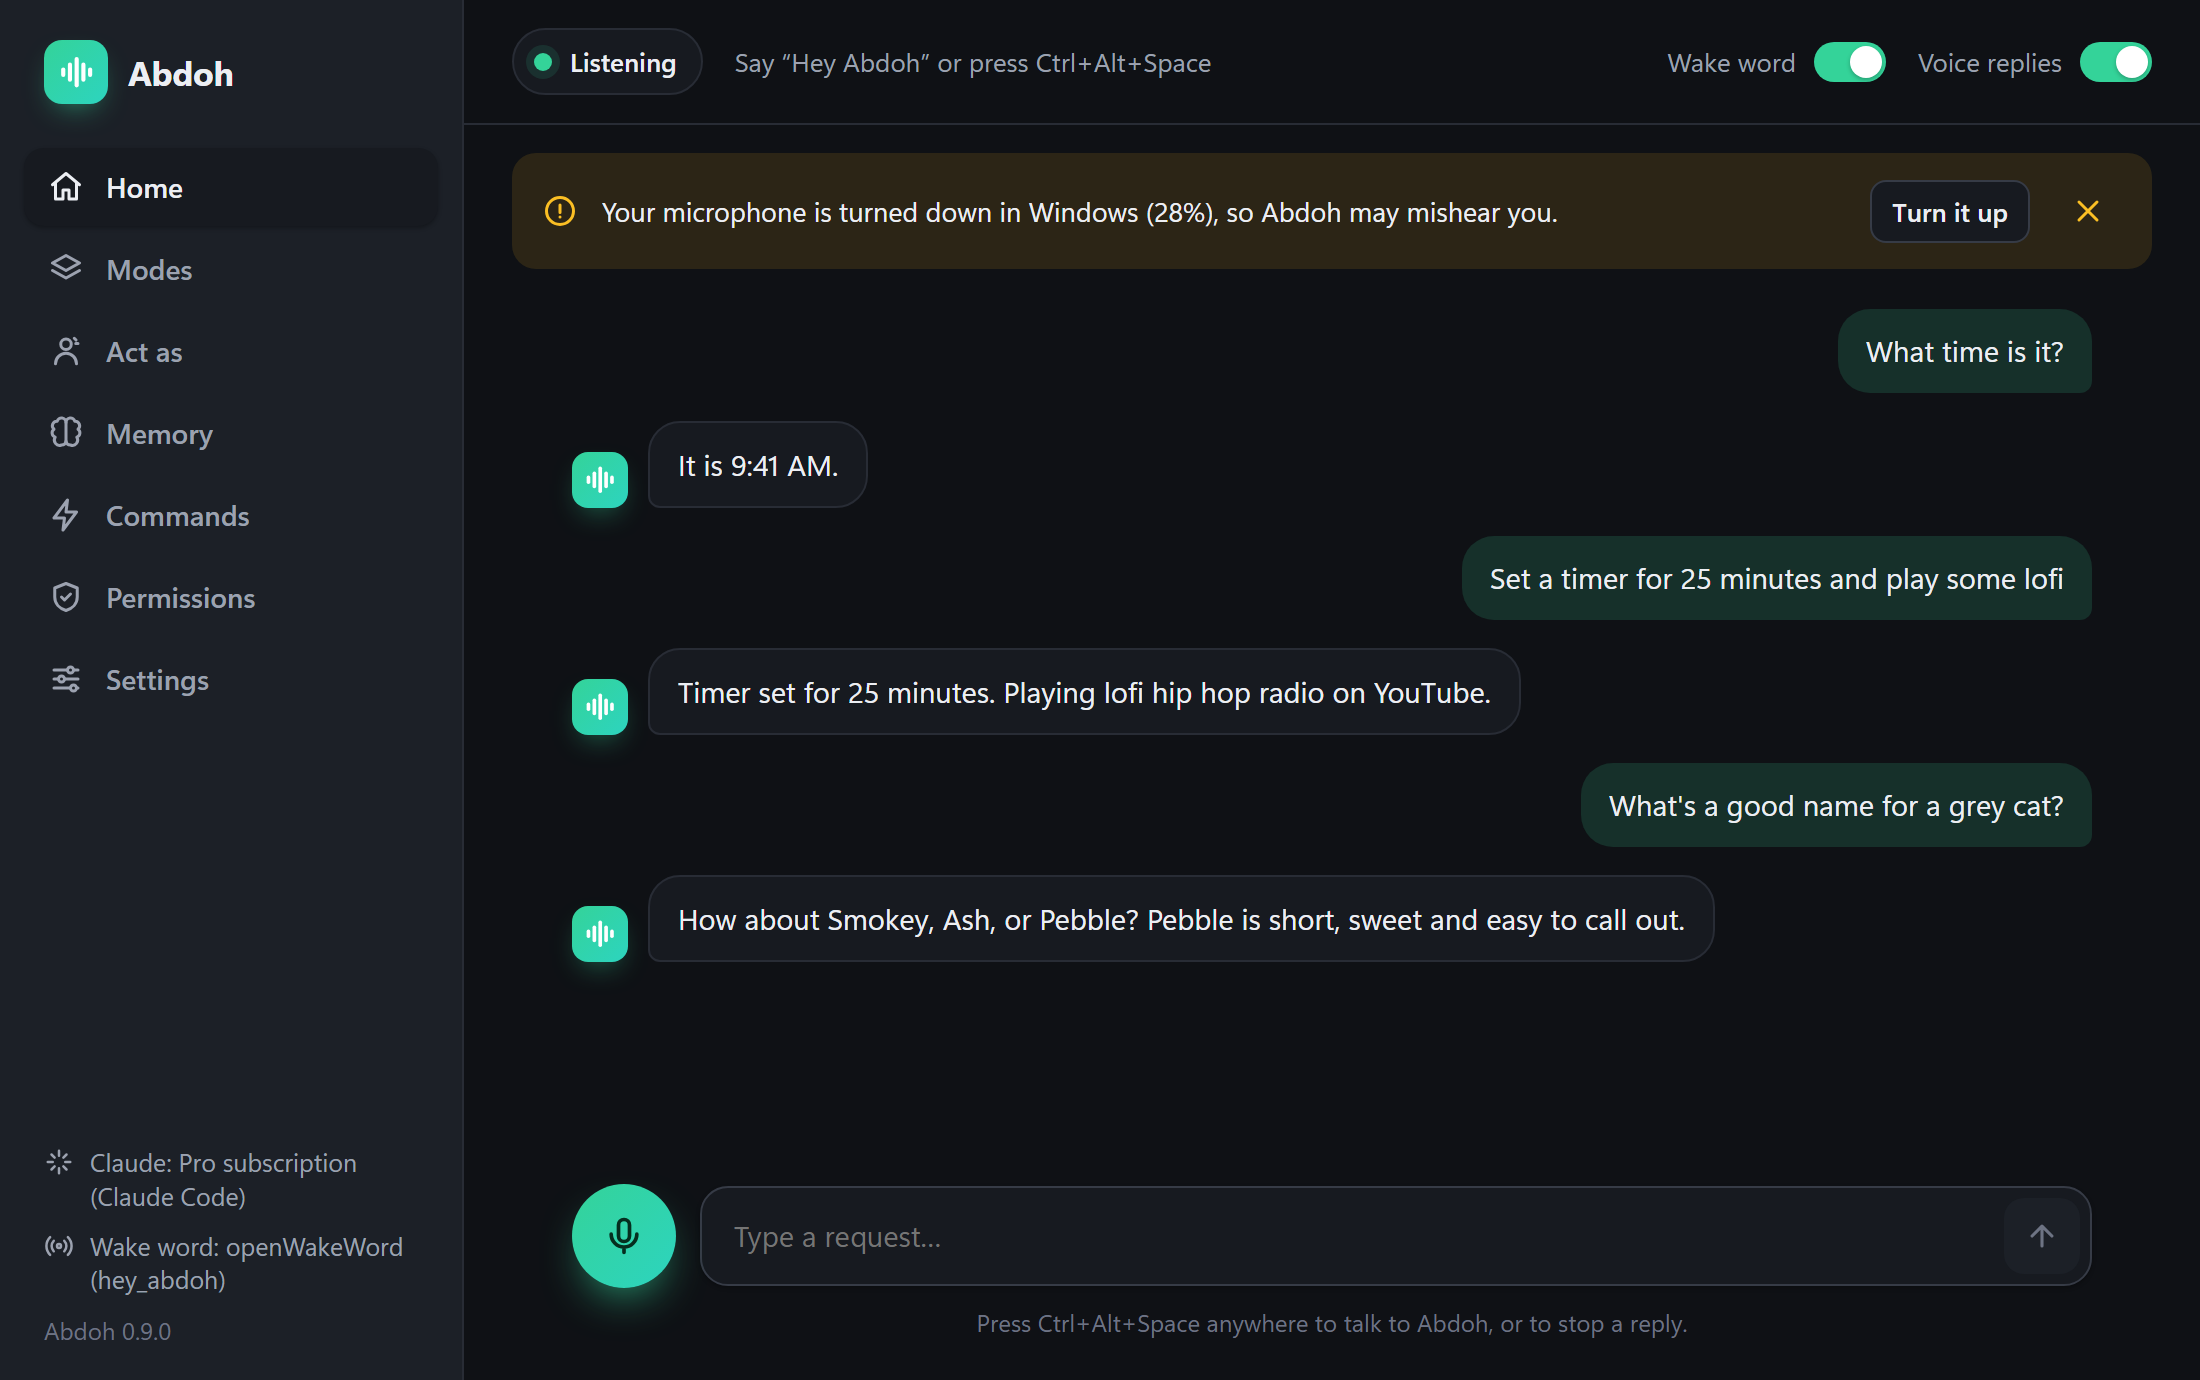 Abdoh
Home
Modes
Act as
Memory
Commands
Permissions
Settings
Claude: Pro subscription
(Claude Code)
Wake word: openWakeWord
(hey_abdoh)
Abdoh 0.9.0
Listening
Say “Hey Abdoh” or press Ctrl+Alt+Space
Wake word
Voice replies
Your microphone is turned down in Windows (28%), so Abdoh may mishear you.
Turn it up
What time is it?
It is 9:41 AM.
Set a timer for 25 minutes and play some lofi
Timer set for 25 minutes. Playing lofi hip hop radio on YouTube.
What's a good name for a grey cat?
How about Smokey, Ash, or Pebble? Pebble is short, sweet and easy to call out.
Type a request...
Press Ctrl+Alt+Space anywhere to talk to Abdoh, or to stop a reply.